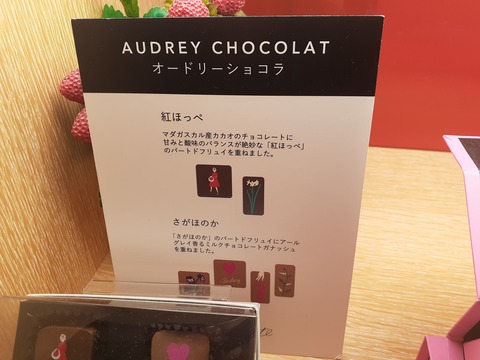 AUDREY CHOCOLAT
オードリーショコラ
紅ほっぺ
マダガスカル産カカオのチョコレートに
甘みと酸味のバランスが絶妙な「紅ほっぺ」
のパートドフリュイを重ねました。
さがほのか
「さがほのか」のパートドフリュイにアール
グレイ香るミルクチョコレートガナッシュ
を重ねました。